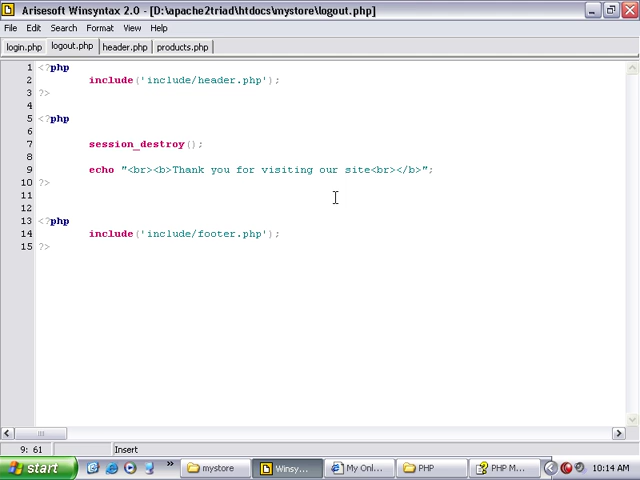 Arisesoft Winsyntax 2.0 - [D:\apache2triad\htdocs\mystore\logout.php]
File Edit Search Format View Help
login.php logout.php header.php products.php
1 <?php
2 include('include/header.php');
3 ?>
4
5 <?php
6
7 session_destroy();
8
9 echo "<br><b>Thank you for visiting our site<br></b>";
10 ?>
11
12
13 <?php
14 include('include/footer.php');
15 ?>
9: 61 Insert
start » mystore Winsy... My Onl... PHP PHP M... 10:14 AM